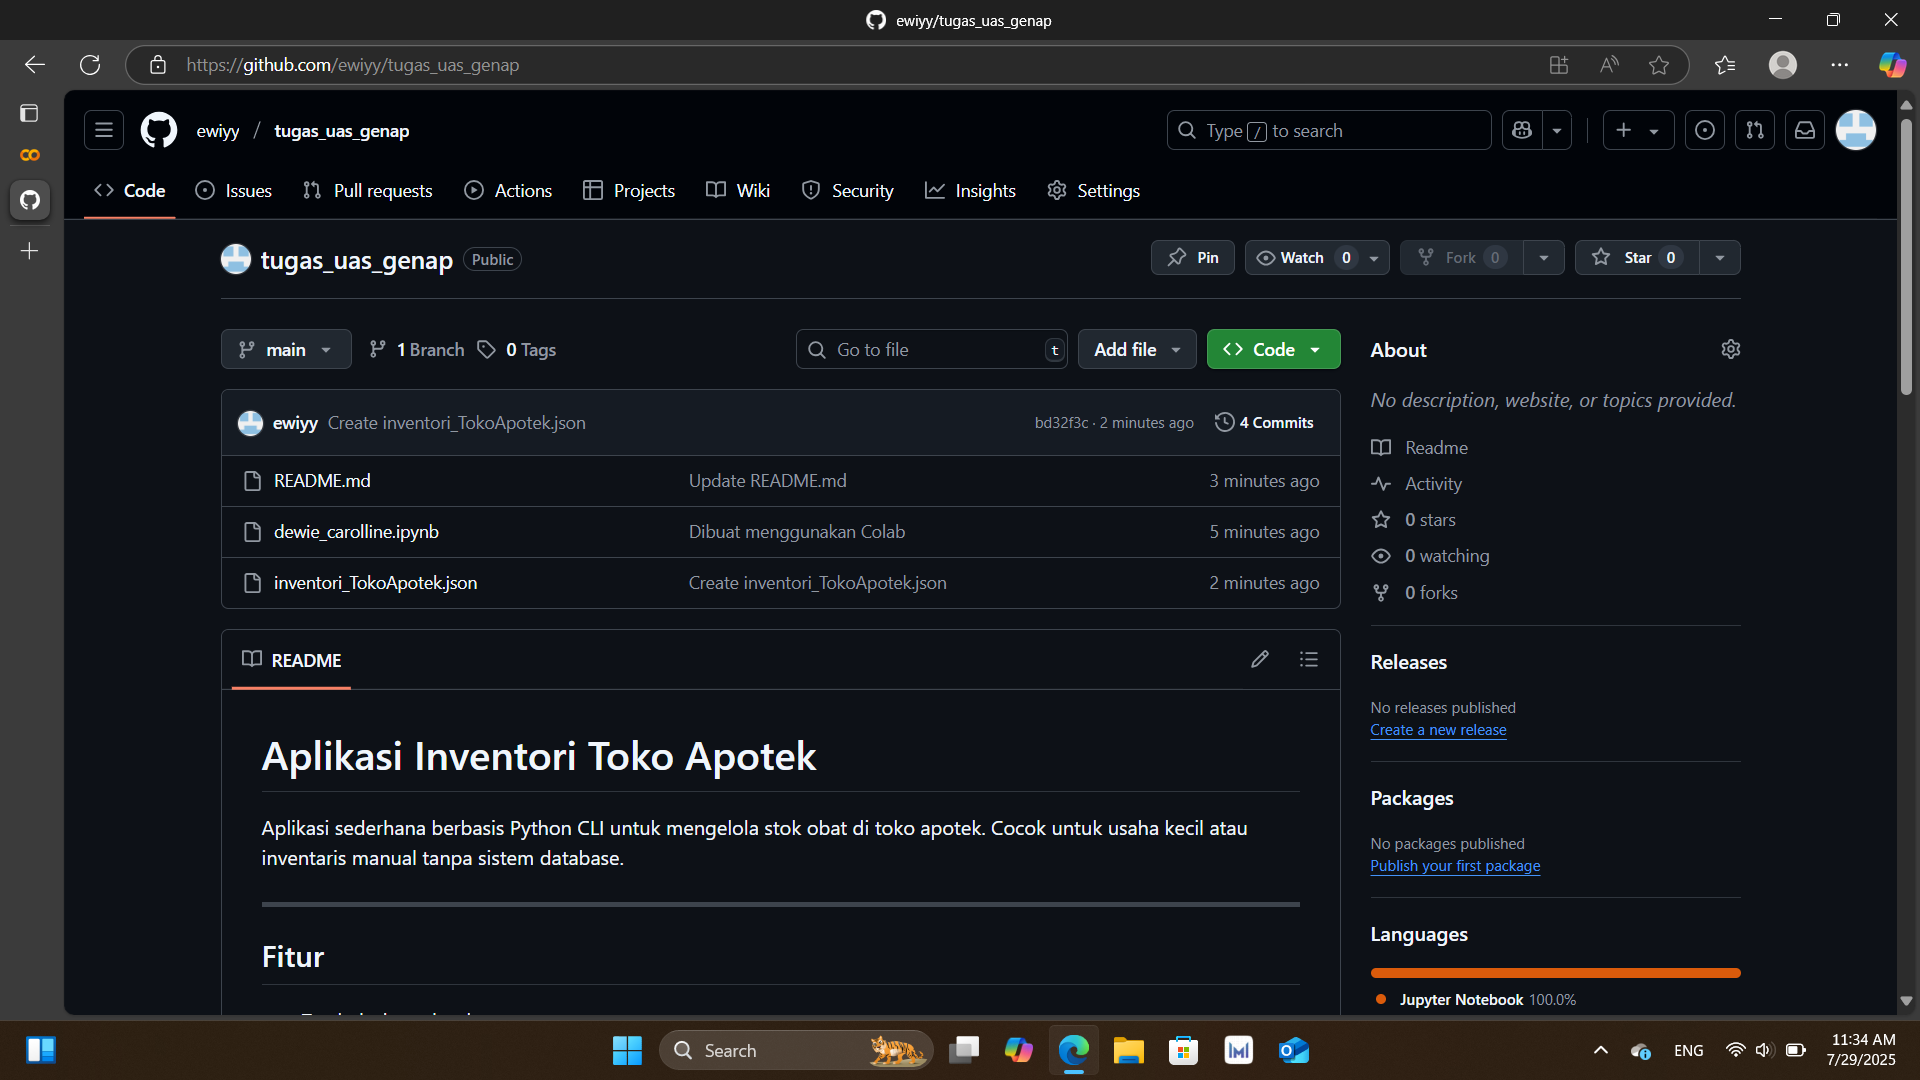 ewiyy/tugas_uas_genap
https://github.com/ewiyy/tugas_uas_genap
ewiyy / tugas_uas_genap
Type / to search
Code Issues Pull requests Actions Projects Wiki Security Insights Settings
tugas_uas_genap Public
Pin Watch 0 Fork 0 Star 0
main 1 Branch 0 Tags Go to file t Add file Code
ewiyy Create inventori_TokoApotek.json bd32f3c · 2 minutes ago 4 Commits
README.md Update README.md 3 minutes ago
dewie_carolline.ipynb Dibuat menggunakan Colab 5 minutes ago
inventori_TokoApotek.json Create inventori_TokoApotek.json 2 minutes ago
README
Aplikasi Inventori Toko Apotek
Aplikasi sederhana berbasis Python CLI untuk mengelola stok obat di toko apotek. Cocok untuk usaha kecil atau
inventaris manual tanpa sistem database.
Fitur
About
No description, website, or topics provided.
Readme
Activity
0 stars
0 watching
0 forks
Releases
No releases published
Create a new release
Packages
No packages published
Publish your first package
Languages
Jupyter Notebook 100.0%
Search
ENG
11:34 AM
7/29/2025